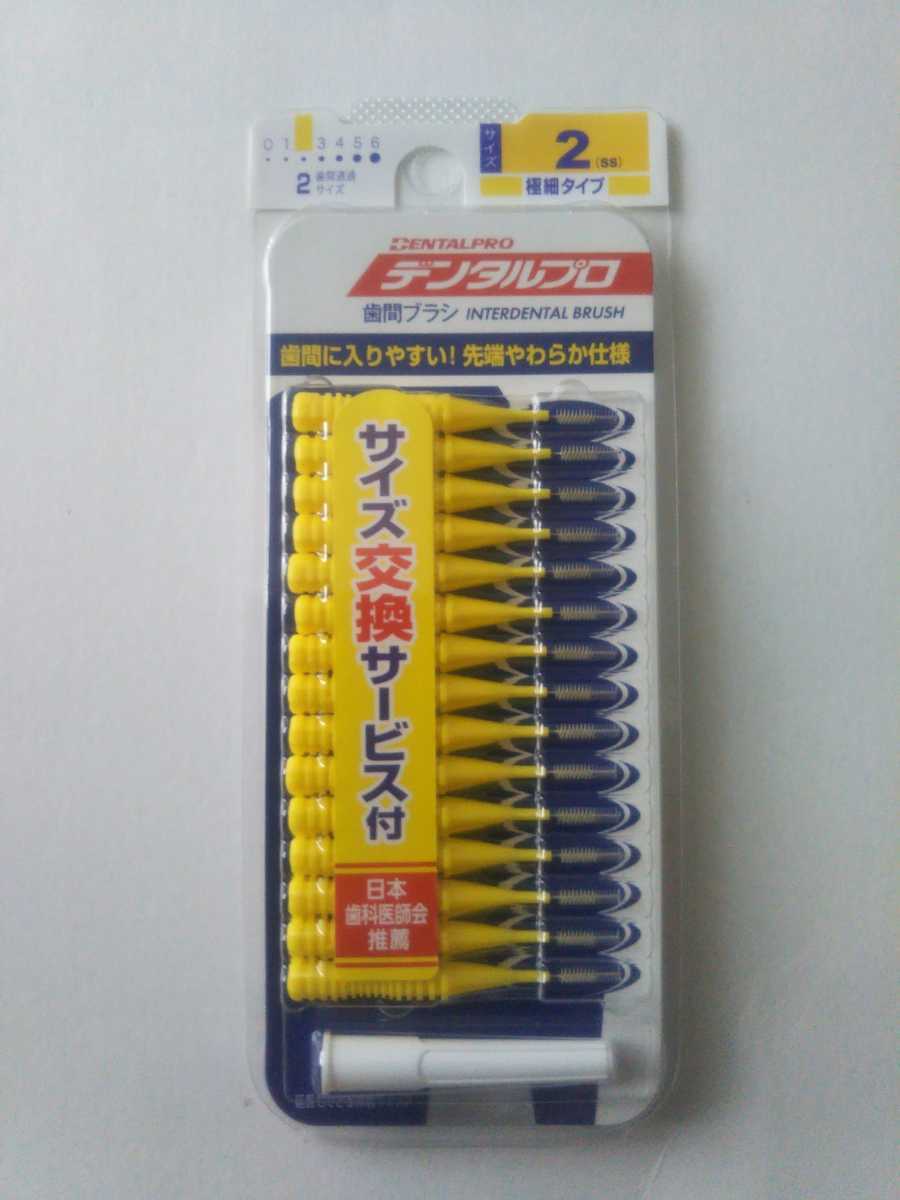 0 1 3 4 5 6
2 歯間通過
サイズ
サイズ
2 (SS)
極細タイプ
DENTALPRO
デンタルプロ
歯間ブラシ INTERDENTAL BRUSH
歯間に入りやすい!先端やわらか仕様
サイズ交換サービス付
日本
歯科医師会
推薦